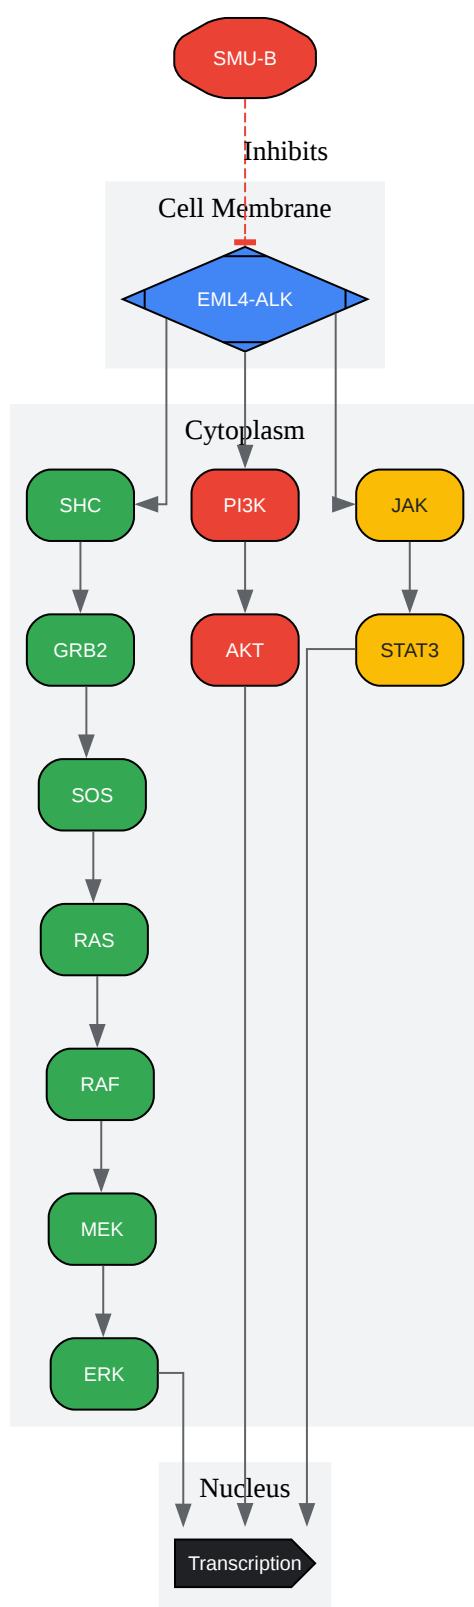 SMU-B
Inhibits
Cell Membrane
EML4-ALK
Cytoplasm
SHC
PI3K
JAK
GRB2
AKT
STAT3
SOS
RAS
RAF
MEK
ERK
Nucleus
Transcription